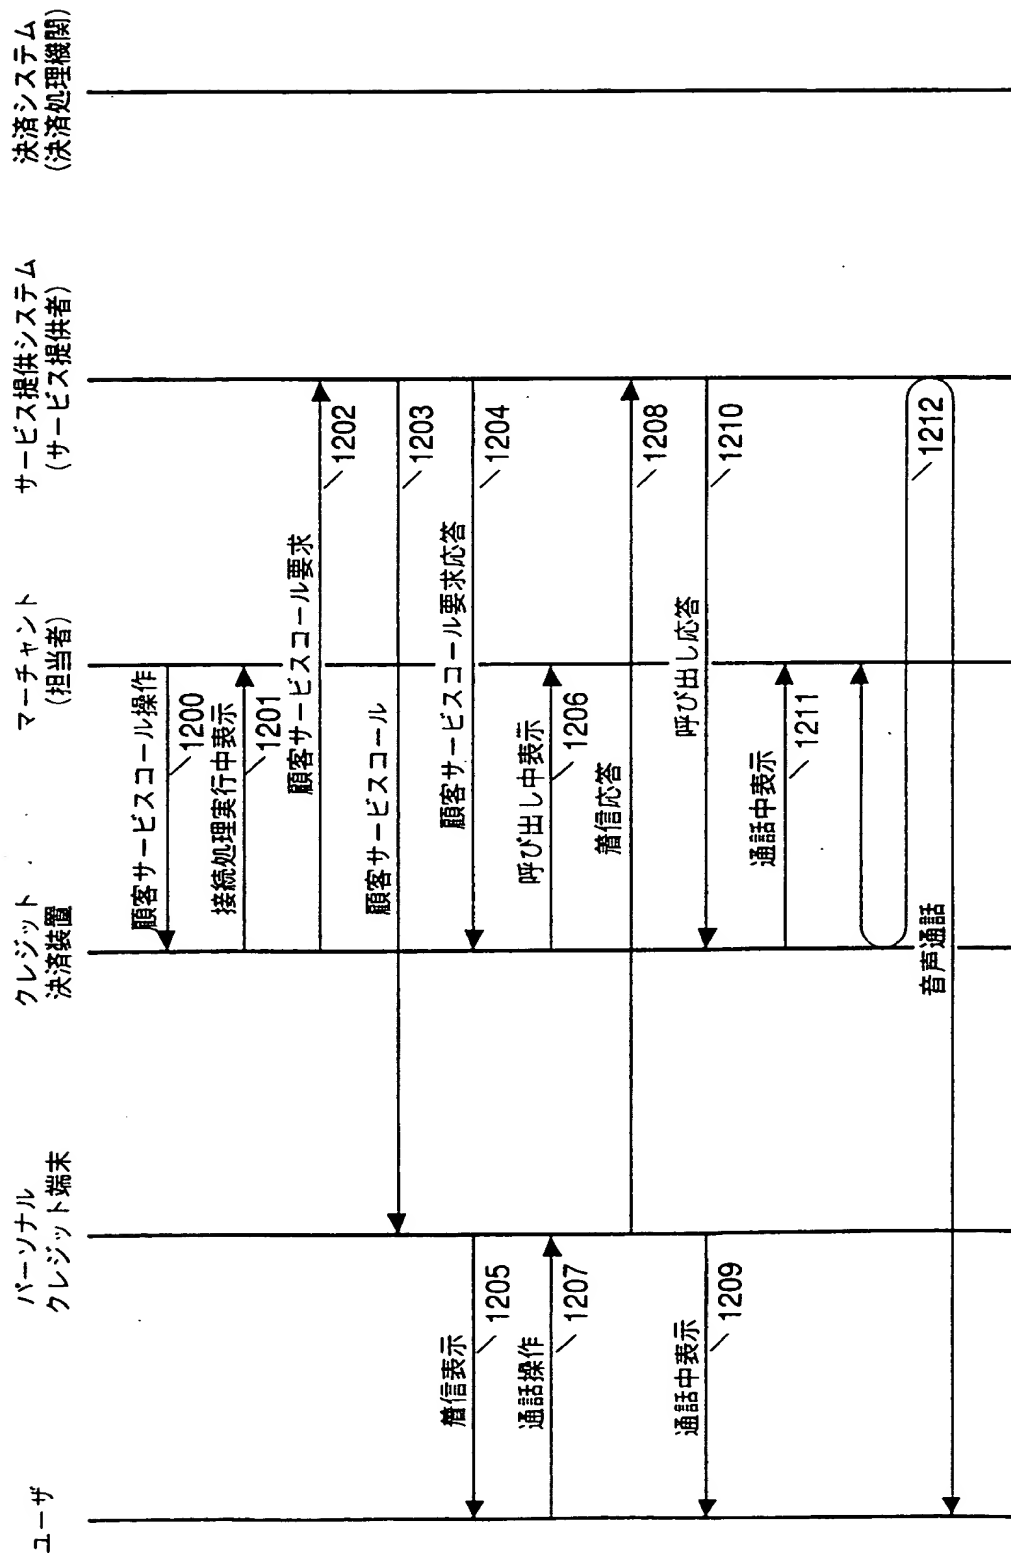 ユーザ
パーソナル
クレジット端末
クレジット
決済装置
マーチャント
(担当者)
サービス提供システム
(サービス提供者)
決済システム
(決済処理機関)
顧客サービスコール操作
1200
接続処理実行中表示
1201
顧客サービスコール要求
1202
顧客サービスコール
1203
顧客サービスコール要求応答
1204
着信表示
1205
呼び出し中表示
1206
通話操作
1207
着信応答
1208
通話中表示
1209
呼び出し応答
1210
通話中表示
1211
音声通話
1212